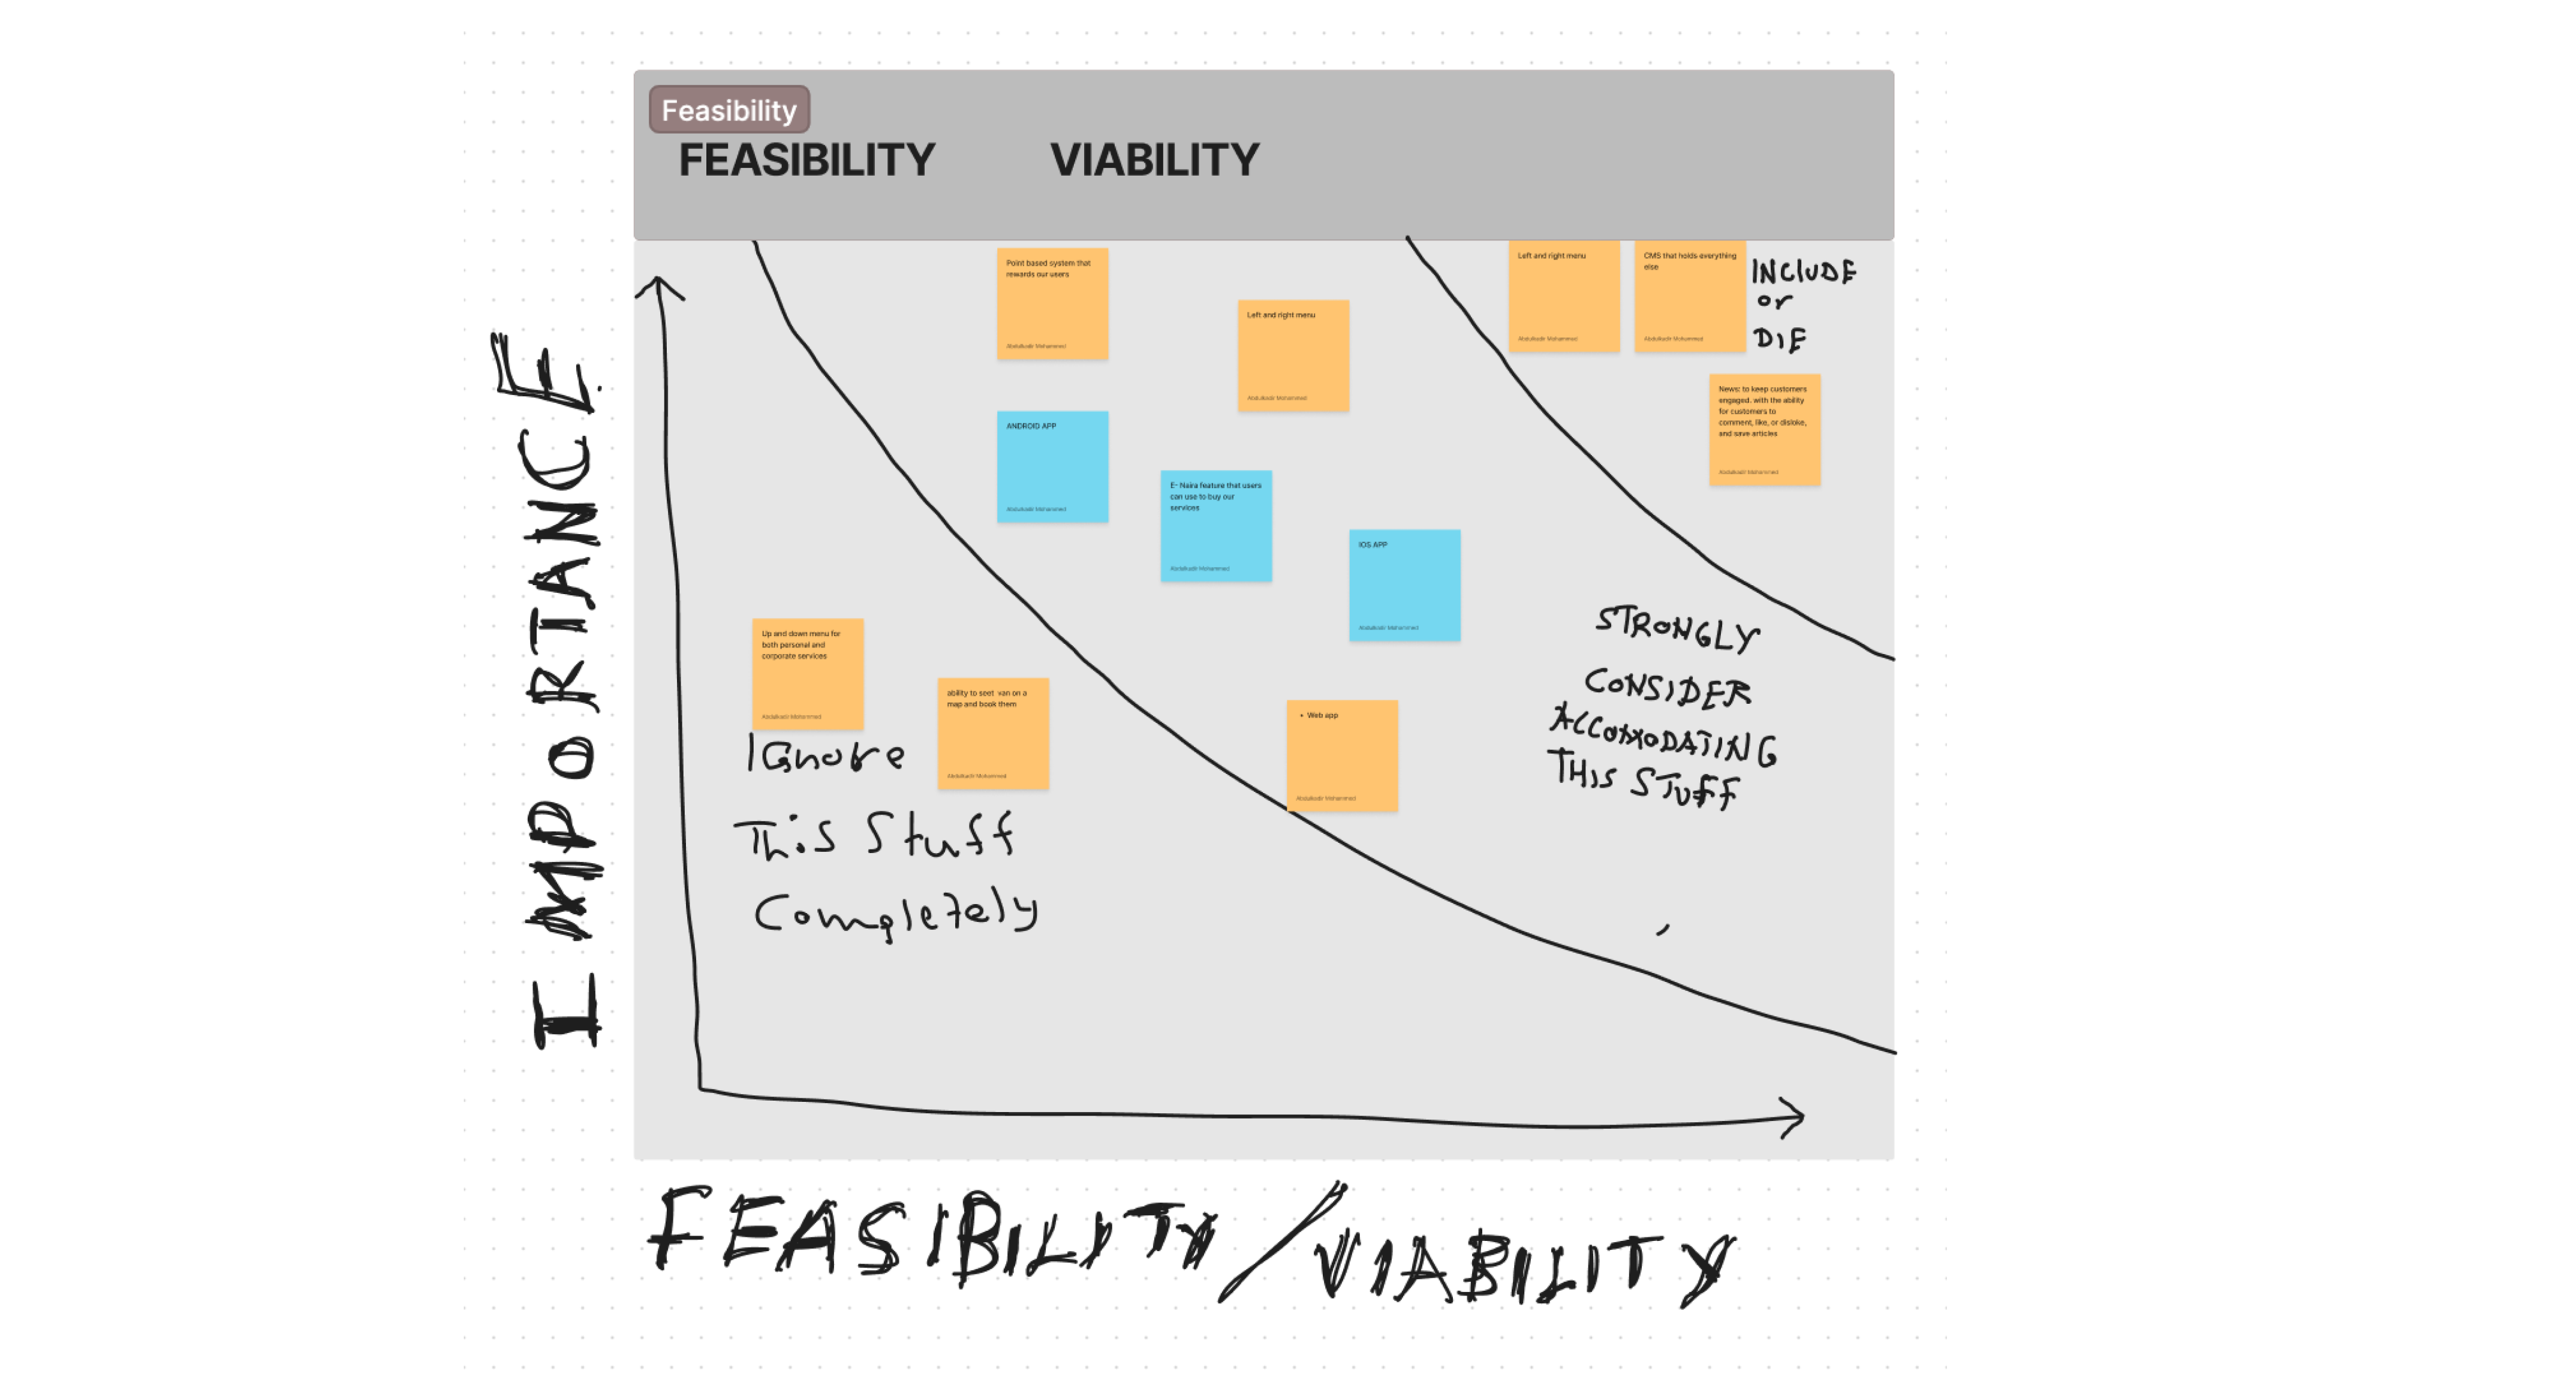 Feasibility
FEASIBILITY VIABILITY
Point based system that
rewards our users
Abdulkadir Mohammed
Left and right menu
Abdulkadir Mohammed
Left and right menu
Abdulkadir Mohammed
CMS that holds everything
else
Abdulkadir Mohammed
INCLUDE
or
DIE
News: to keep customers
engaged. with the ability
for customers to
comment, like, or disloke,
and save articles
Abdulkadir Mohammed
ANDROID APP
Abdulkadir Mohammed
E- Naira feature that users
can use to buy our
services
Abdulkadir Mohammed
IOS APP
Abdulkadir Mohammed
STRONGLY
CONSIDER
ACCOMODATING
THIS STUFF
Up and down menu for
both personal and
corporate services
Abdulkadir Mohammed
ability to seet van on a
map and book them
Abdulkadir Mohammed
• Web app
Abdulkadir Mohammed
IGnore
This Stuff
Completely
IMPORTANCE
FEASIBILITY/VIABILITY